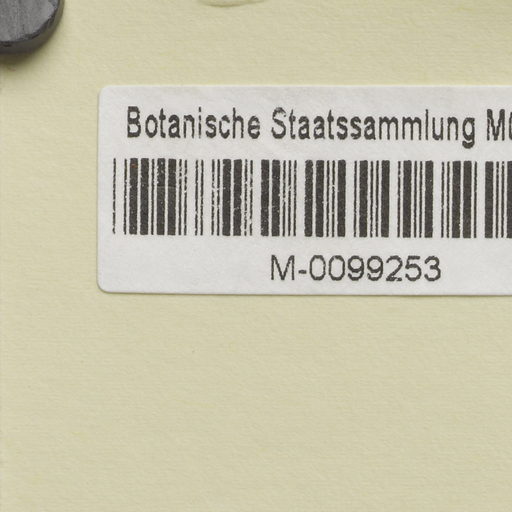 Botanische Staatssammlung
M-0099253